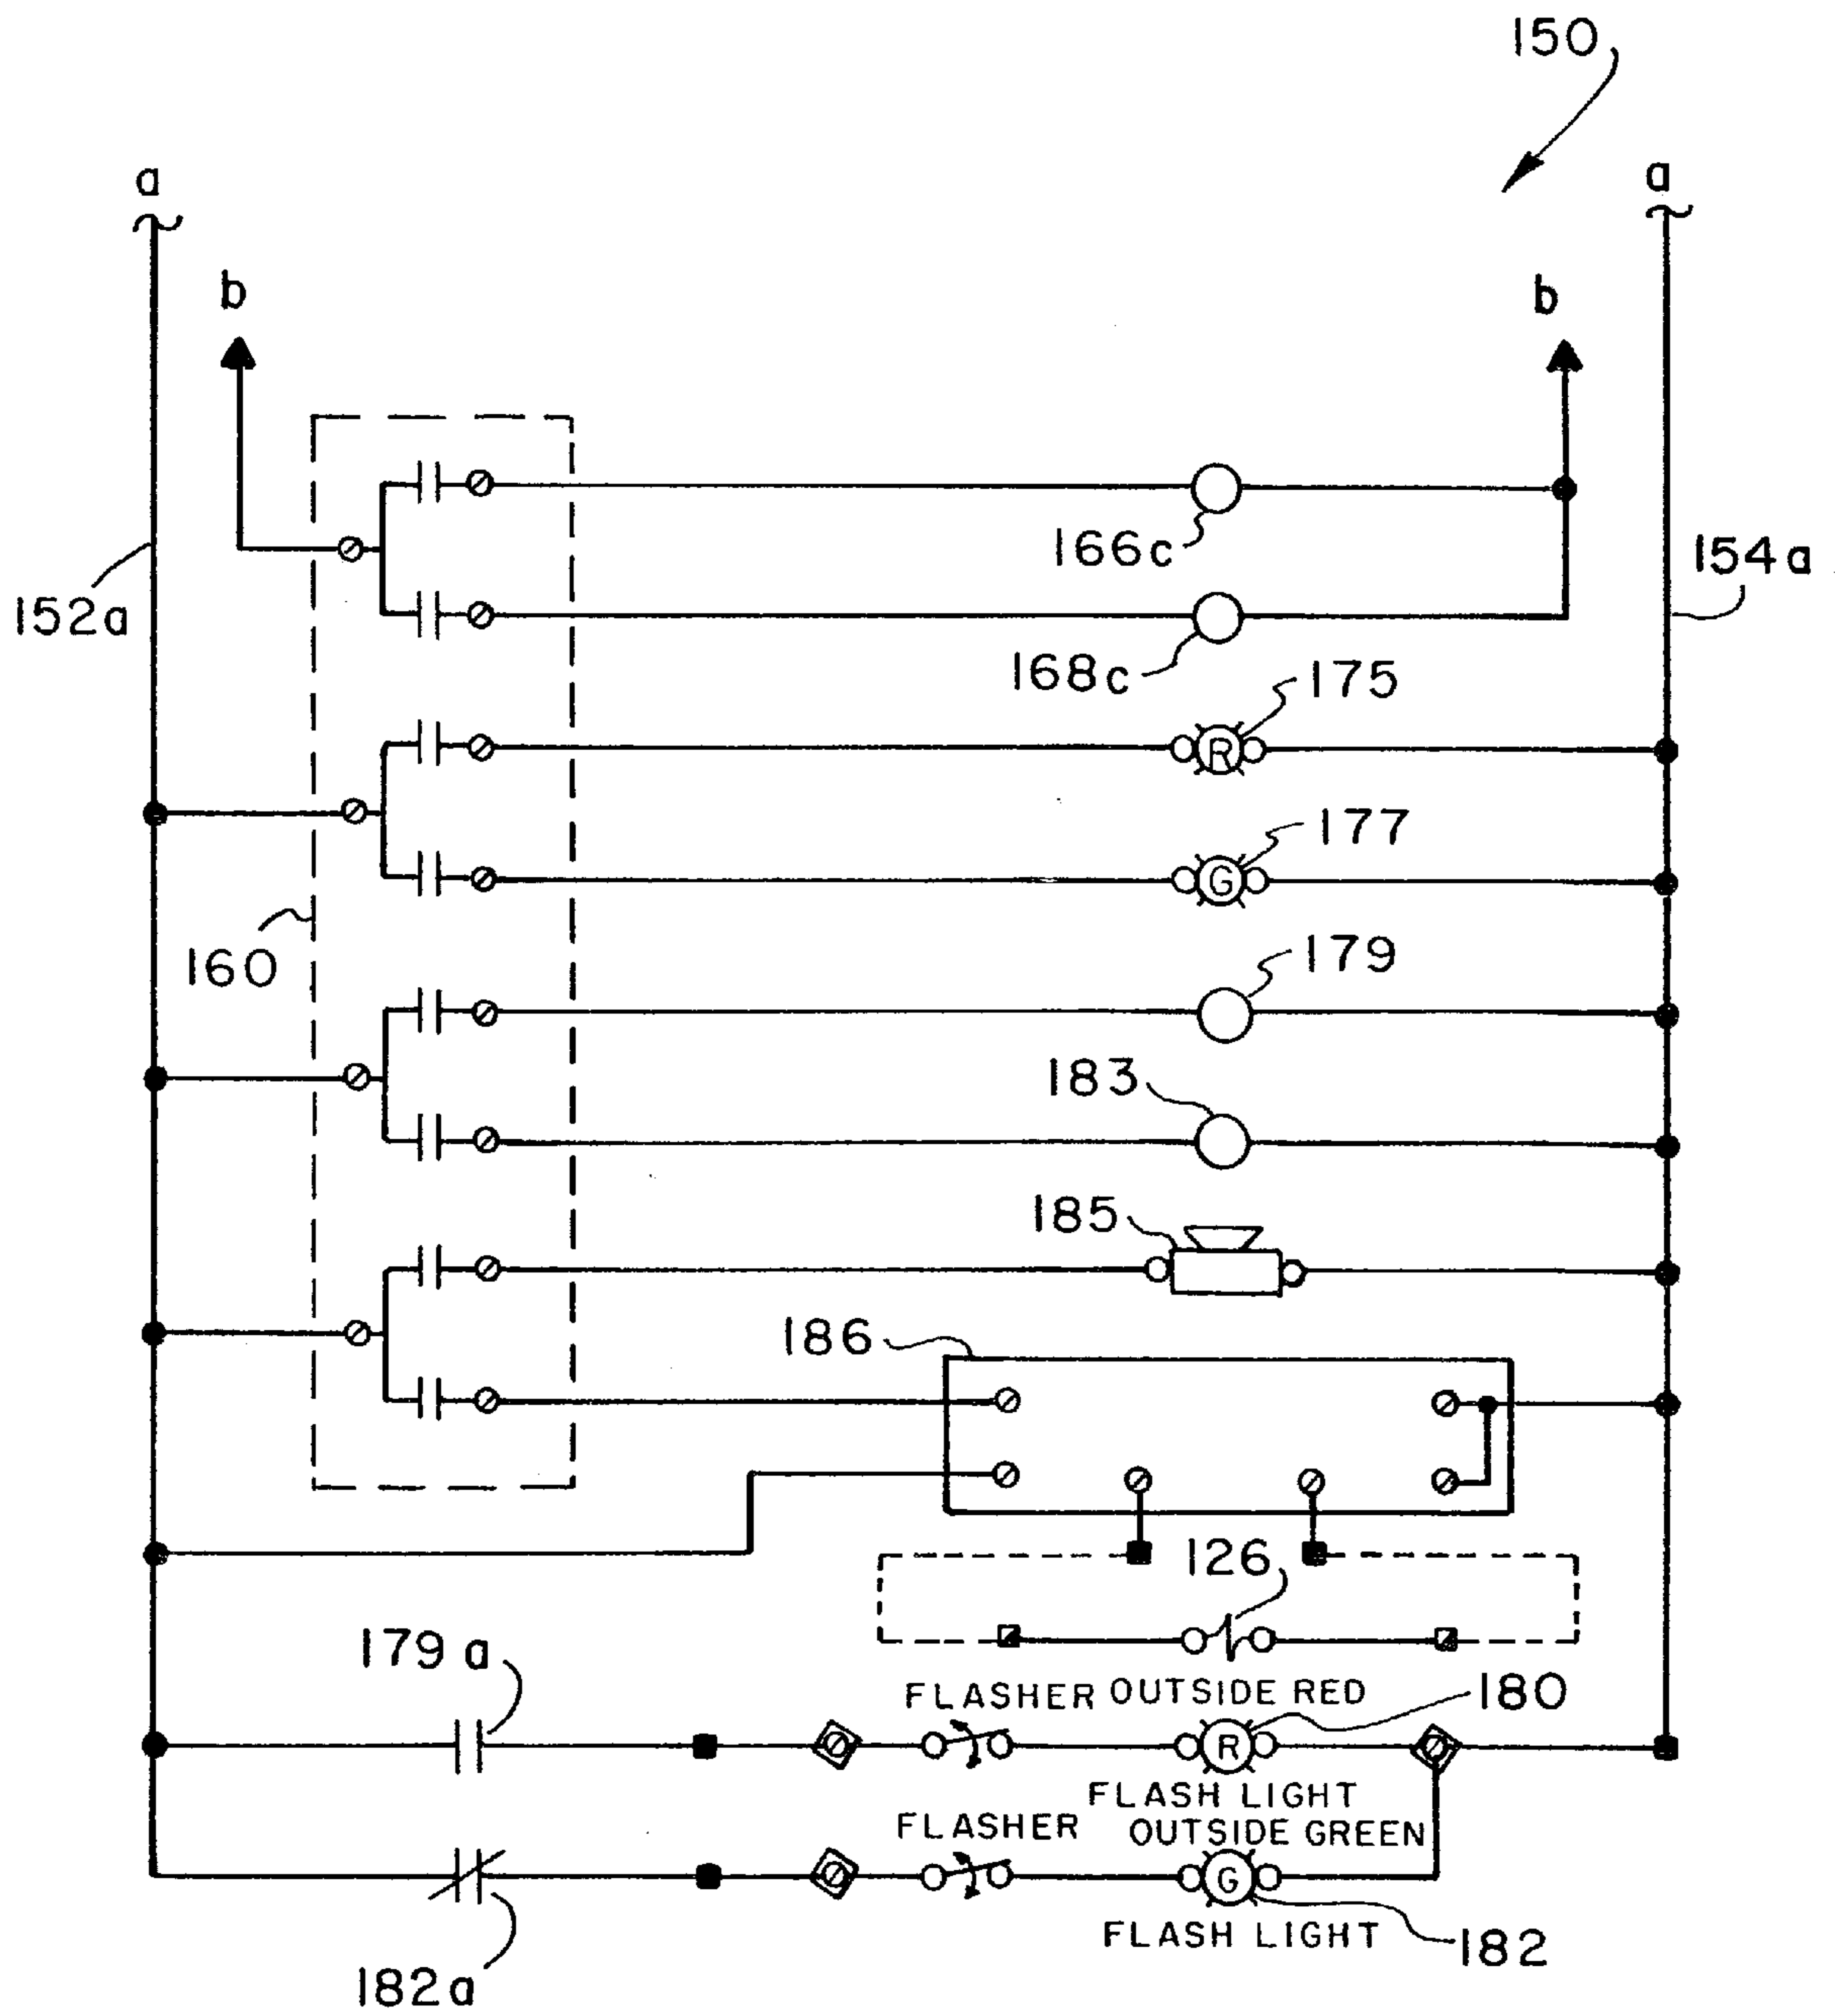 150
a
a
b
b
166c
154a
152a
168c
175
R
177
G
160
179
183
185
186
126
179a
FLASHER OUTSIDE RED
180
R
FLASH LIGHT
FLASHER
OUTSIDE GREEN
G
FLASH LIGHT
182
182a